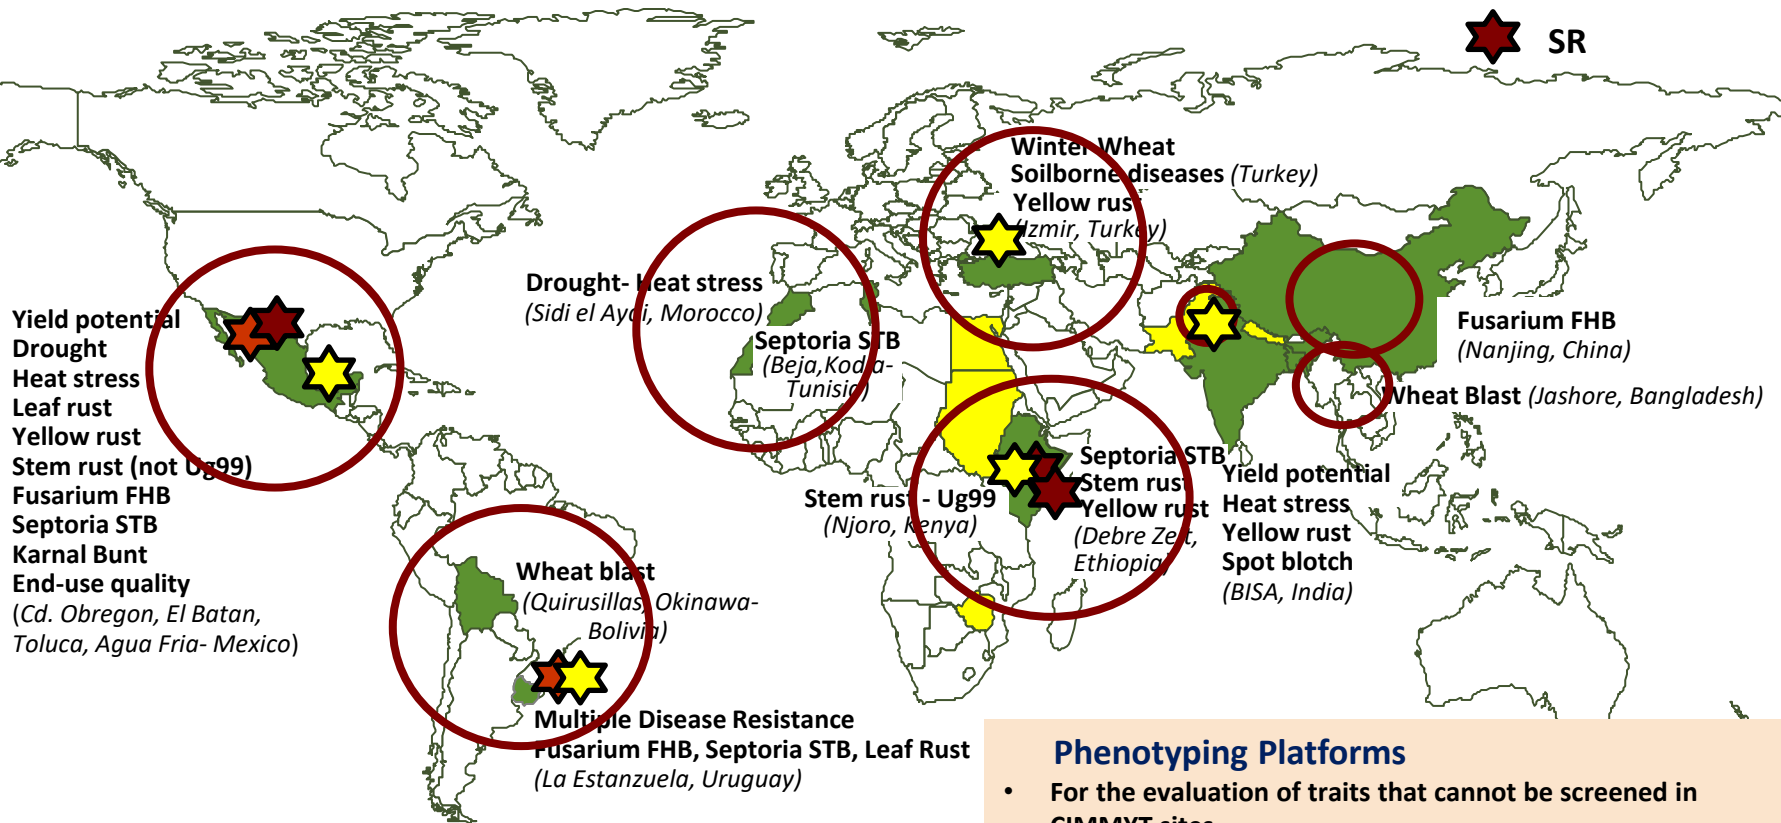 SR
Winter Wheat
Soilborne diseases (Turkey)
Yellow rust
(Izmir, Turkey)
Drought- Heat stress
(Sidi el Aydi, Morocco)
Septoria STB
(Beja,Kodia-
Tunisia)
Yield potential
Drought
Heat stress
Leaf rust
Yellow rust
Stem rust (not Ug99)
Fusarium FHB
Septoria STB
Karnal Bunt
End-use quality
(Cd. Obregon, El Batan,
Toluca, Agua Fria- Mexico)
Fusarium FHB
(Nanjing, China)
Wheat Blast (Jashore, Bangladesh)
Stem rust - Ug99
(Njoro, Kenya)
Septoria STB
Stem rust
Yellow rust
(Debre Zeit,
Ethiopia)
Yield potential
Heat stress
Yellow rust
Spot blotch
(BISA, India)
Wheat blast
(Quirusillas, Okinawa-
Bolivia)
Multiple Disease Resistance
Fusarium FHB, Septoria STB, Leaf Rust
(La Estanzuela, Uruguay)
Phenotyping Platforms
• For the evaluation of traits that cannot be screened in
CIMMYT sites